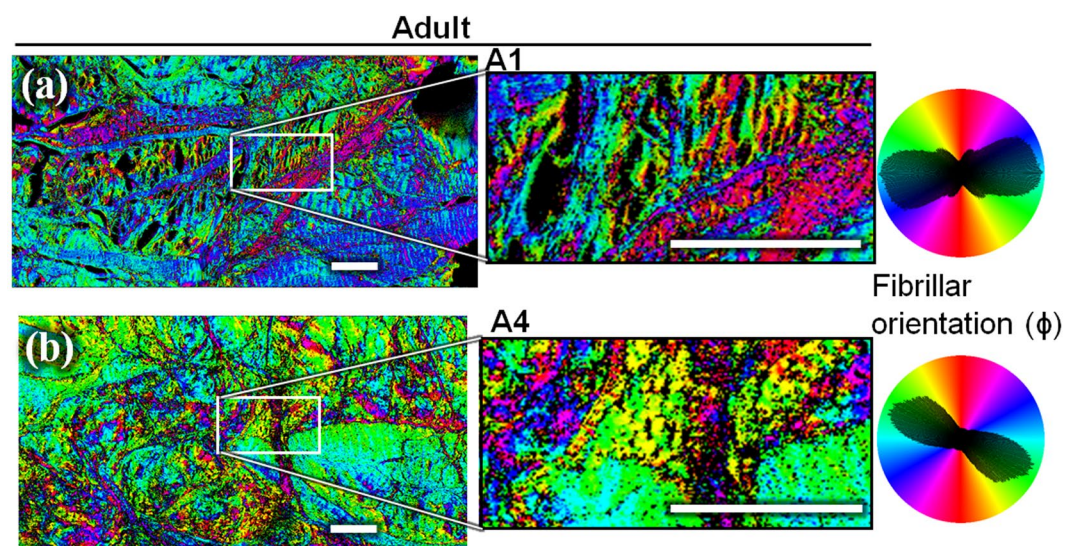 Adult
(a)
A1
Fibrillar
orientation (ϕ)
(b)
A4